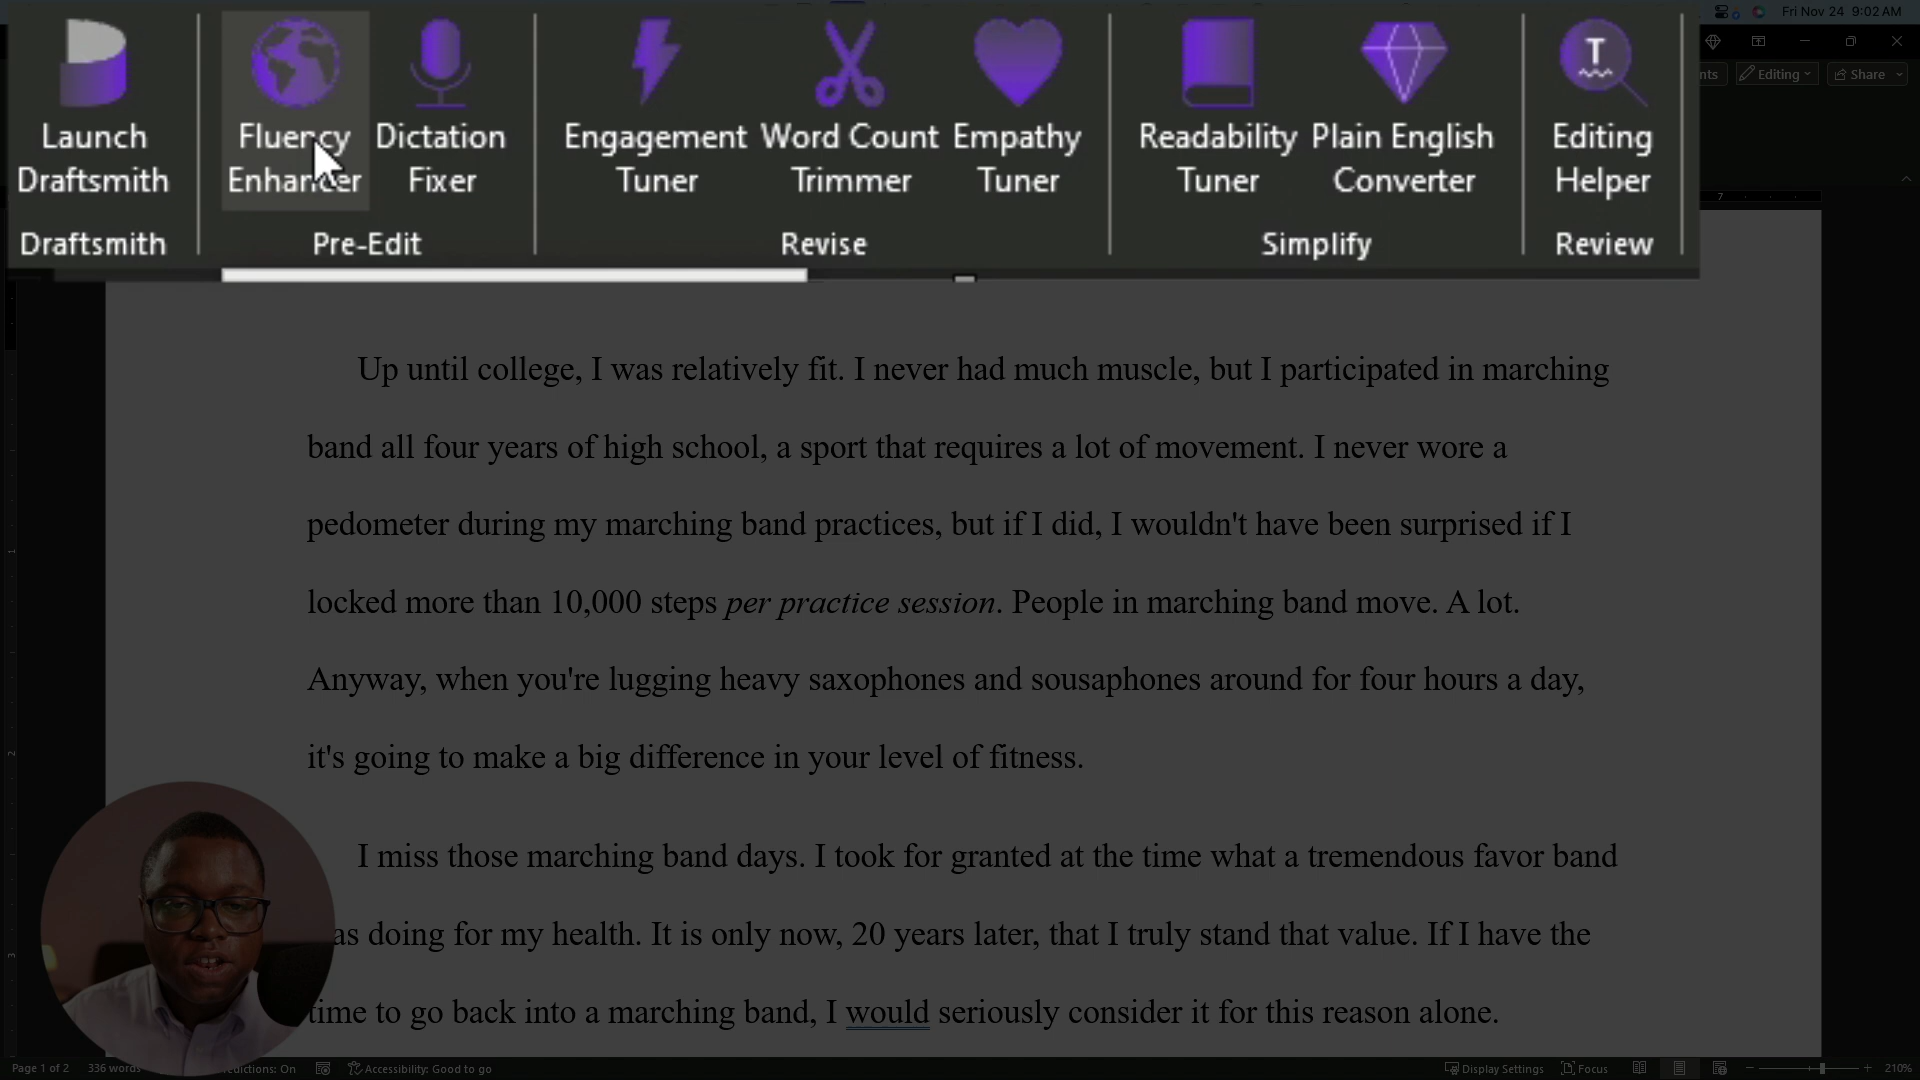 Fri Nov 24 9:02 AM
Editing
Share
Launch Draftsmith
Fluency Enhancer
Dictation Fixer
Engagement Tuner
Word Count Trimmer
Empathy Tuner
Readability Tuner
Plain English Converter
T
Editing Helper
Draftsmith
Pre-Edit
Revise
Simplify
Review
7
Up until college, I was relatively fit. I never had much muscle, but I participated in marching
band all four years of high school, a sport that requires a lot of movement. I never wore a
pedometer during my marching band practices, but if I did, I wouldn't have been surprised if I
locked more than 10,000 steps per practice session. People in marching band move. A lot.
Anyway, when you're lugging heavy saxophones and sousaphones around for four hours a day,
it's going to make a big difference in your level of fitness.
I miss those marching band days. I took for granted at the time what a tremendous favor band
as doing for my health. It is only now, 20 years later, that I truly stand that value. If I have the
time to go back into a marching band, I would seriously consider it for this reason alone.
1
2
3
Page 1 of 2 336 words dictions: On Accessibility: Good to go Display Settings Focus 210%